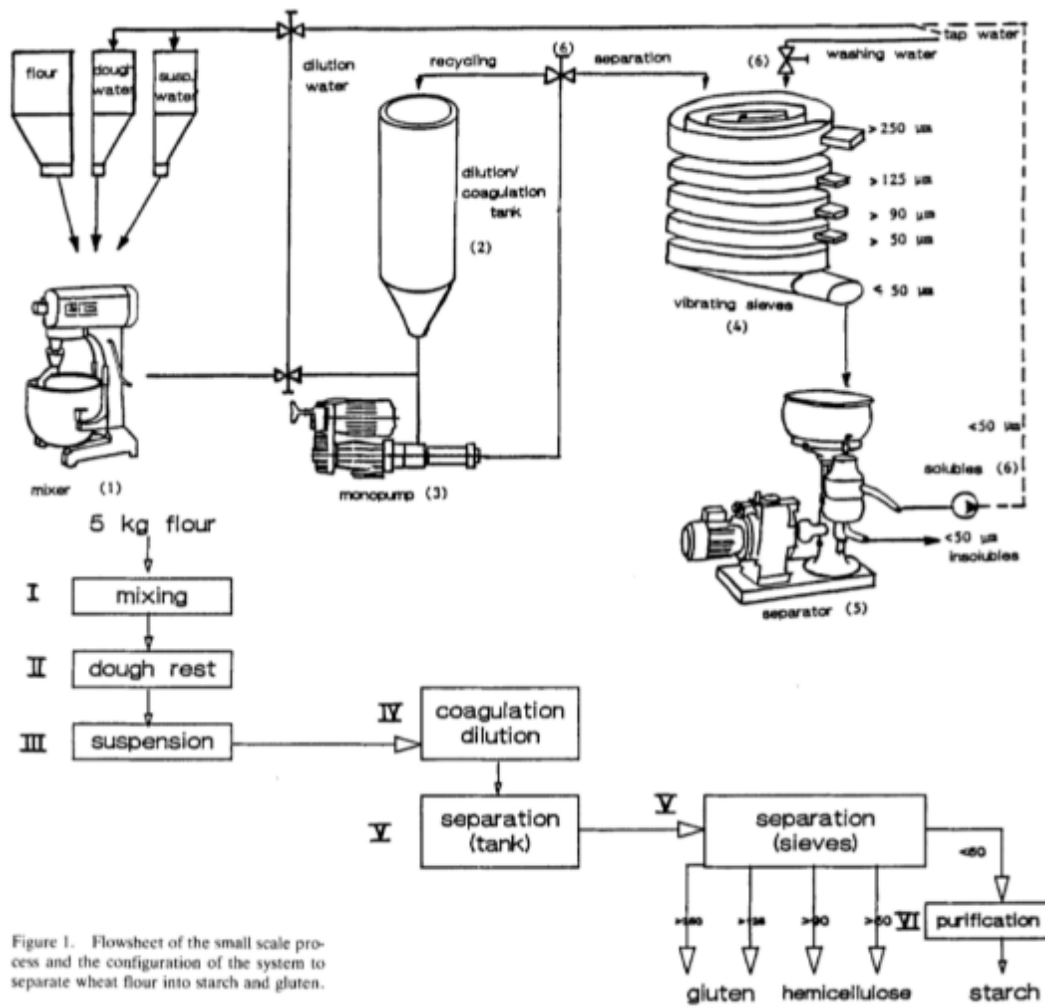 tap water
(6)
recycling
separation
(6)
washing water
flour
dough
water
susp.
water
dilution
water
> 250 µm
dilution/
coagulation
tank
> 125 µm
> 90 µm
(2)
> 50 µm
< 50 µm
vibrating sieves
(4)
<50 µm
solubles (6)
mixer (1)
monopump (3)
<50 µm
insolubles
separator (5)
5 kg flour
I
mixing
II
dough rest
III
suspension
IV
coagulation
dilution
V
separation
(tank)
V
separation
(sieves)
>90
>50
VI
purification
Figure 1. Flowsheet of the small scale pro-
cess and the configuration of the system to
separate wheat flour into starch and gluten.
gluten
hemicellulose
starch